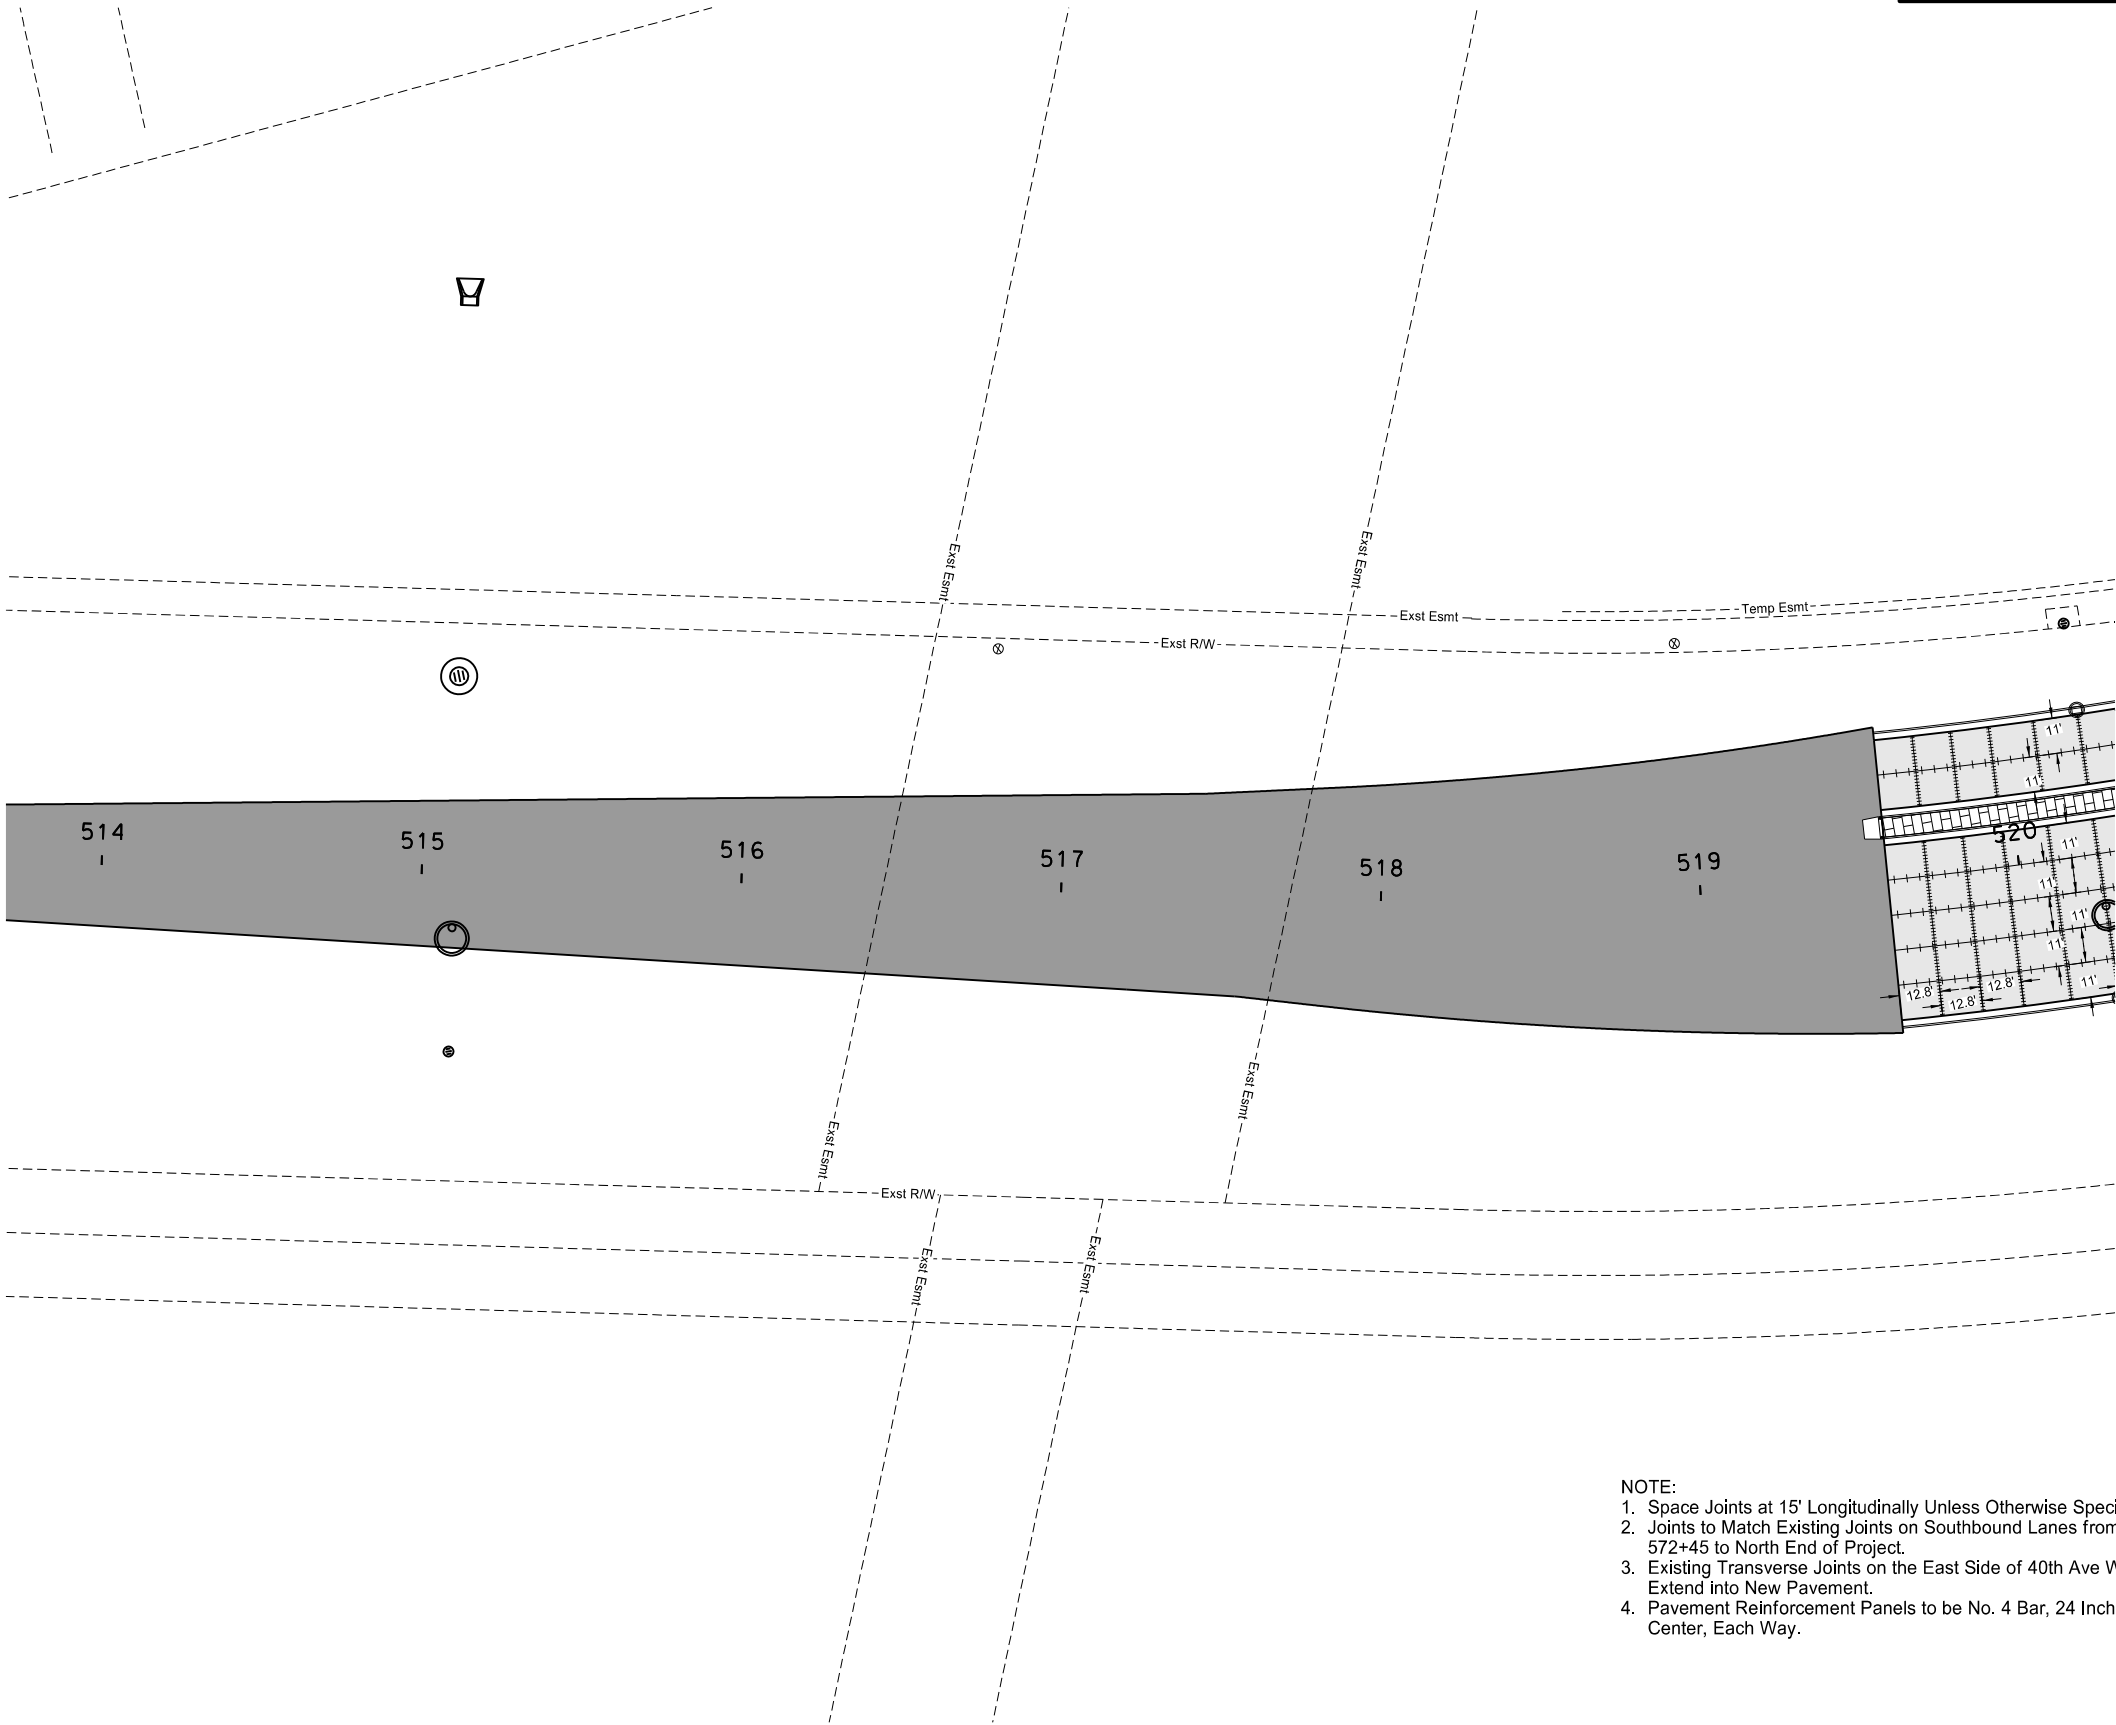 Exst Esmt
Exst Esmt
Exst Esmt
Temp Esmt
Exst R/W
11'
11'
514
515
516
517
518
519
520
11'
11'
11'
11'
11'
12.8'
12.8'
12.8'
Exst Esmt
Exst Esmt
Exst R/W
Exst Esmt
Exst Esmt
NOTE:
1. Space Joints at 15' Longitudinally Unless Otherwise Speci
2. Joints to Match Existing Joints on Southbound Lanes from
572+45 to North End of Project.
3. Existing Transverse Joints on the East Side of 40th Ave W
Extend into New Pavement.
4. Pavement Reinforcement Panels to be No. 4 Bar, 24 Inch
Center, Each Way.